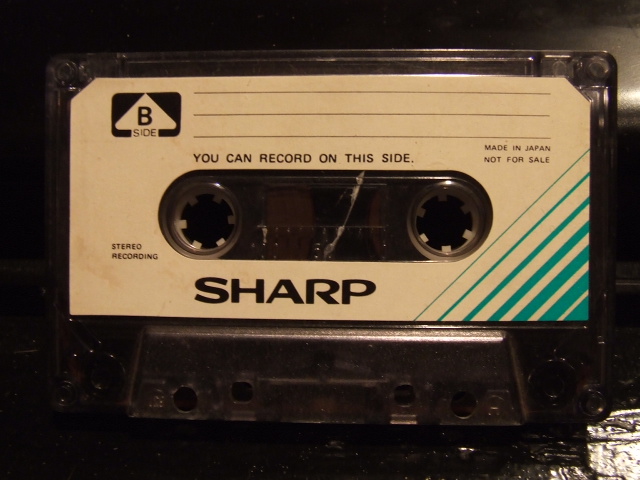 B
SIDE
YOU CAN RECORD ON THIS SIDE.
MADE IN JAPAN
NOT FOR SALE
STEREO
RECORDING
SHARP